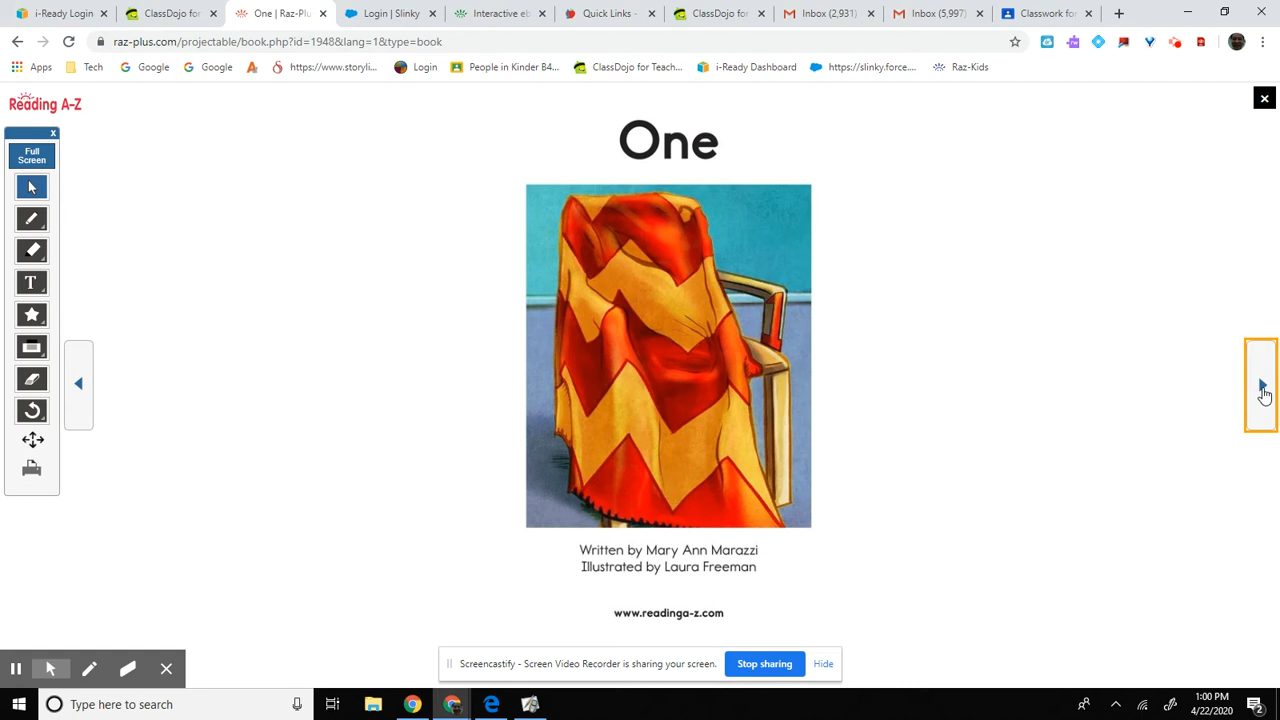 i-Ready Login
ClassDojo for
One | Raz-Plu
Login | Slinky
Interactive eb
Quick Links -
ClassDojo for
Inbox (2,931)
Inbox (5,997)
Classwork for
raz-plus.com/projectable/book.php?id=1948&lang=1&type=book
Apps
Tech
Google
Google
https://www.storyli...
Login
People in Kinder B4...
ClassDojo for Teach...
i-Ready Dashboard
https://slinky.force....
Raz-Kids
Reading A-Z
x
Full
Screen
T
One
Written by Mary Ann Marazzi
Illustrated by Laura Freeman
www.readinga-z.com
Screencastify - Screen Video Recorder is sharing your screen.
Stop sharing
Hide
Type here to search
1:00 PM
4/22/2020
2